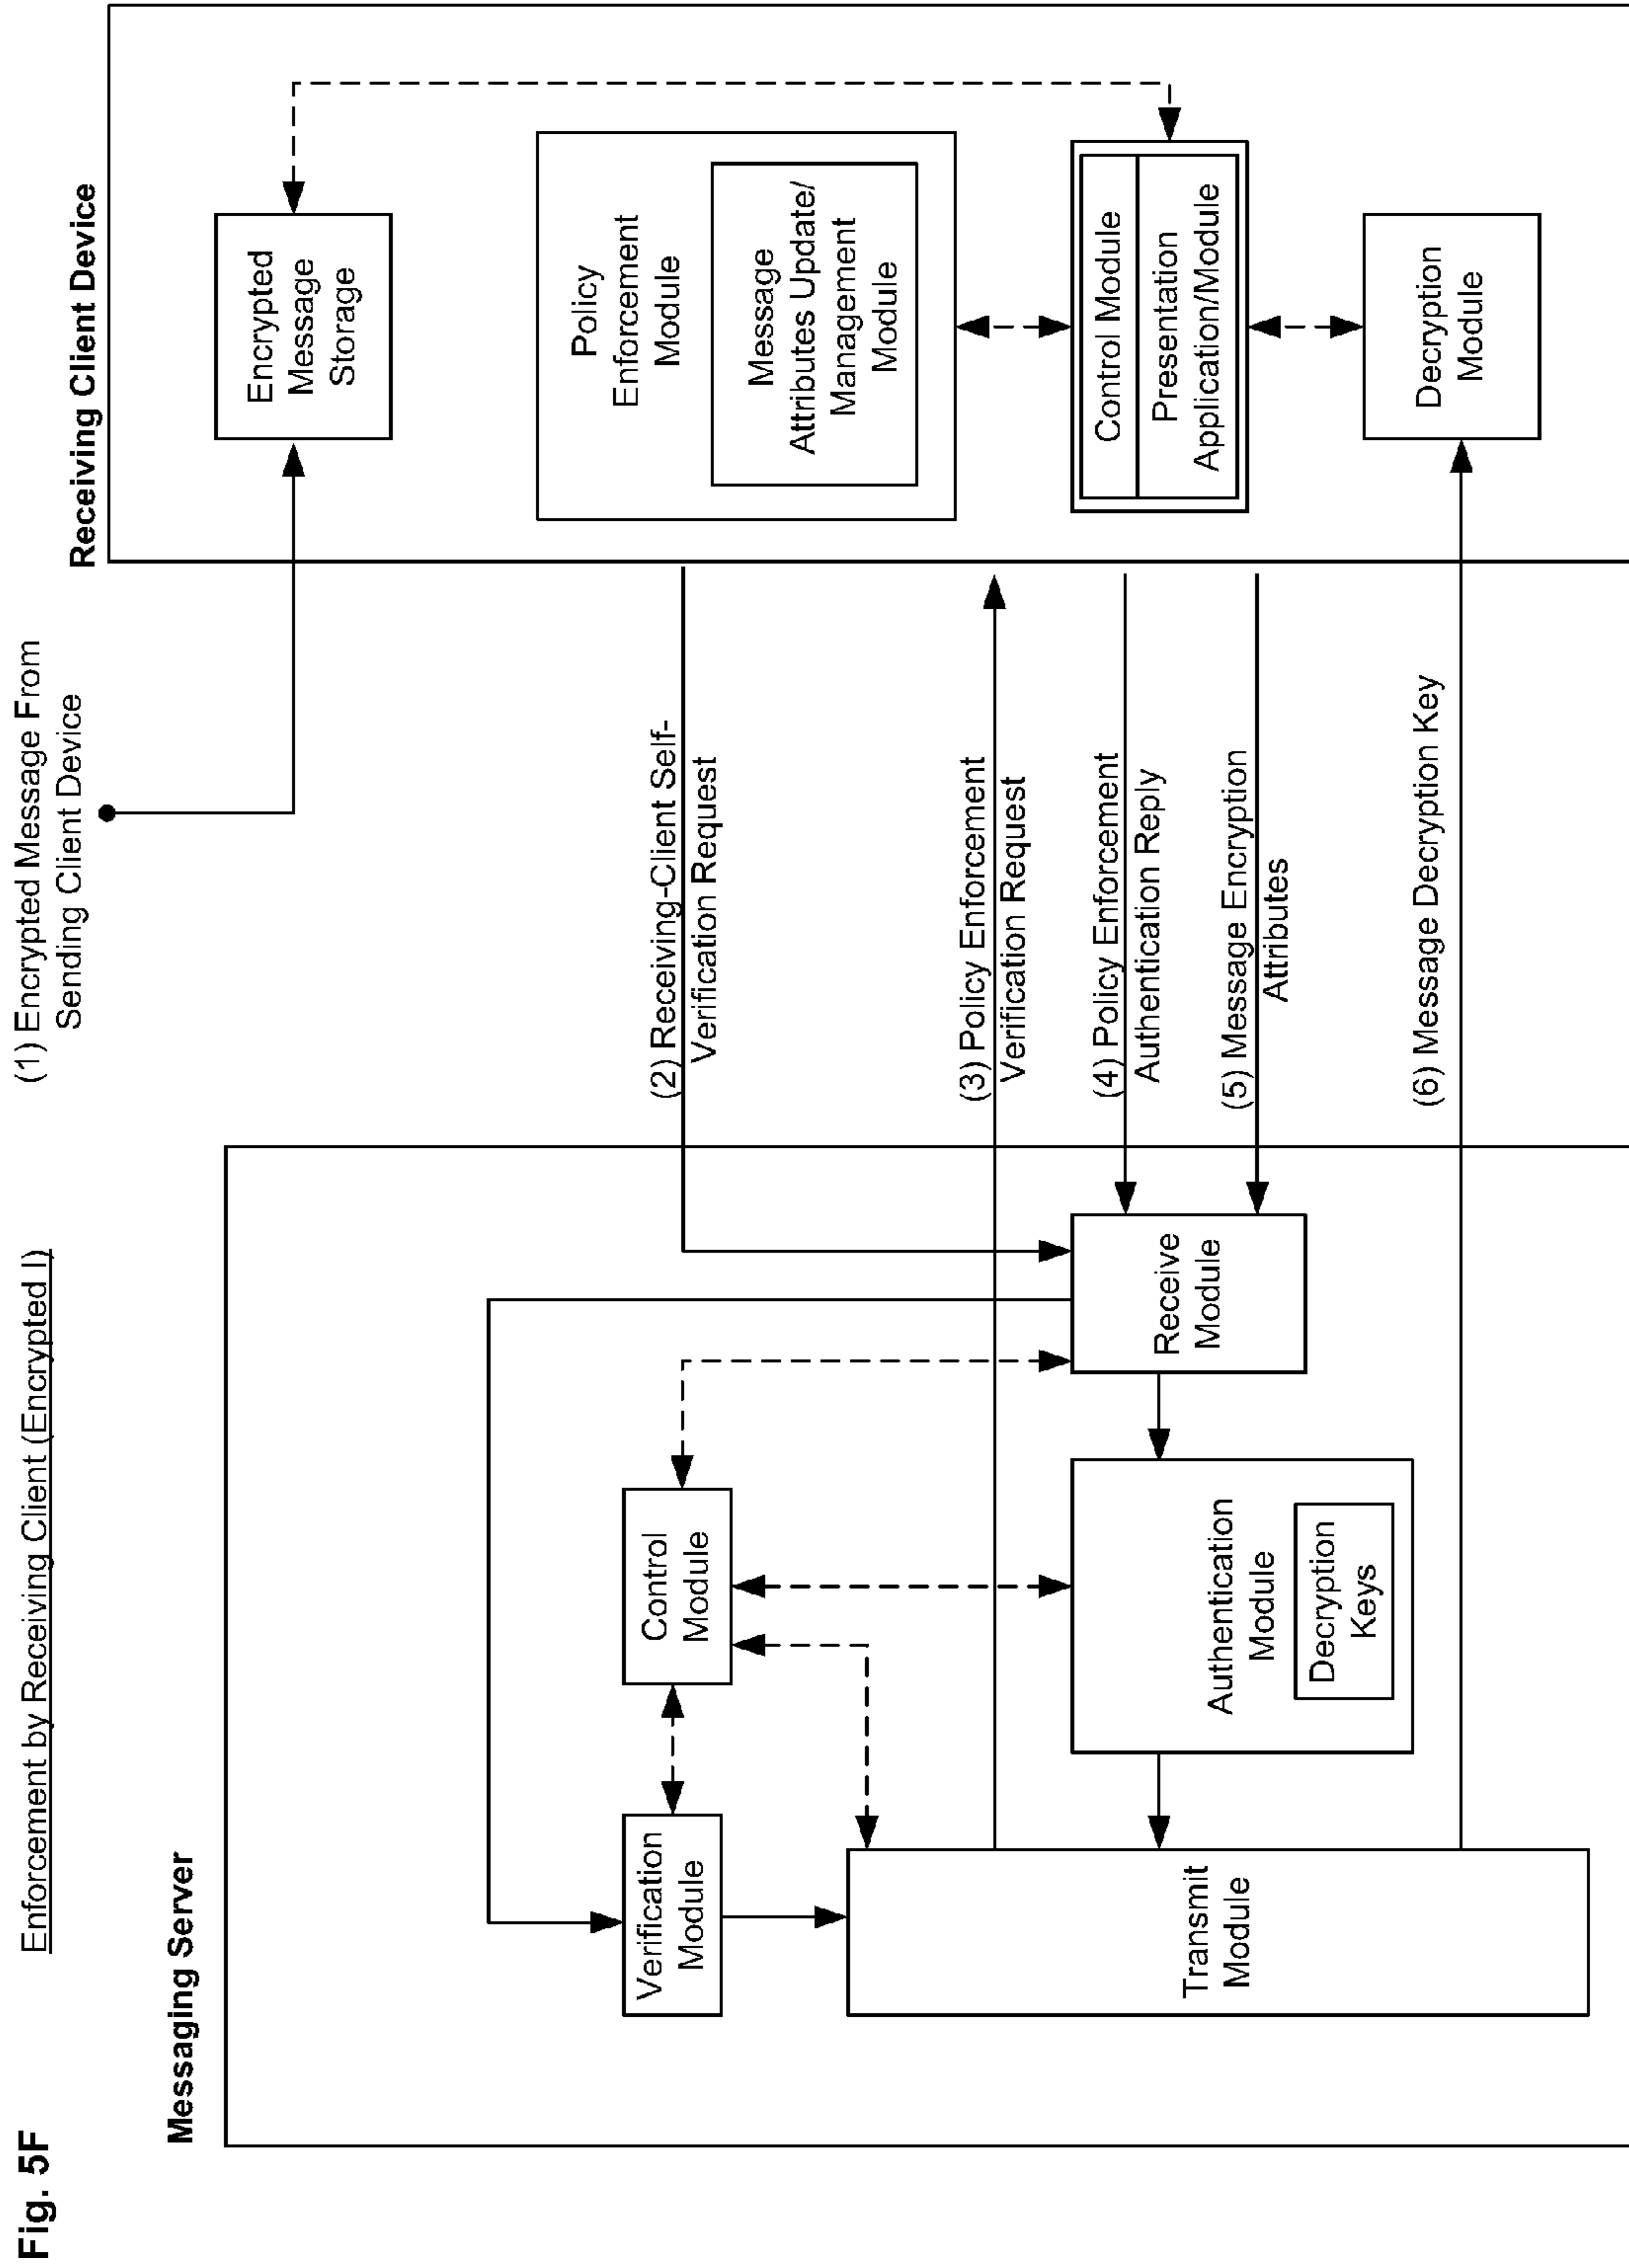 Fig. 5F
Enforcement by Receiving Client (Encrypted I)
(1) Encrypted Message From
Sending Client Device
Messaging Server
Receiving Client Device
Verification
Module
Control
Module
Transmit
Module
Authentication
Module
Decryption
Keys
Receive
Module
(2) Receiving-Client Self-
Verification Request
(3) Policy Enforcement
Verification Request
(4) Policy Enforcement
Authentication Reply
(5) Message Encryption
Attributes
(6) Message Decryption Key
Encrypted
Message
Storage
Policy
Enforcement
Module
Message
Attributes Update/
Management
Module
Control Module
Presentation
Application/Module
Decryption
Module